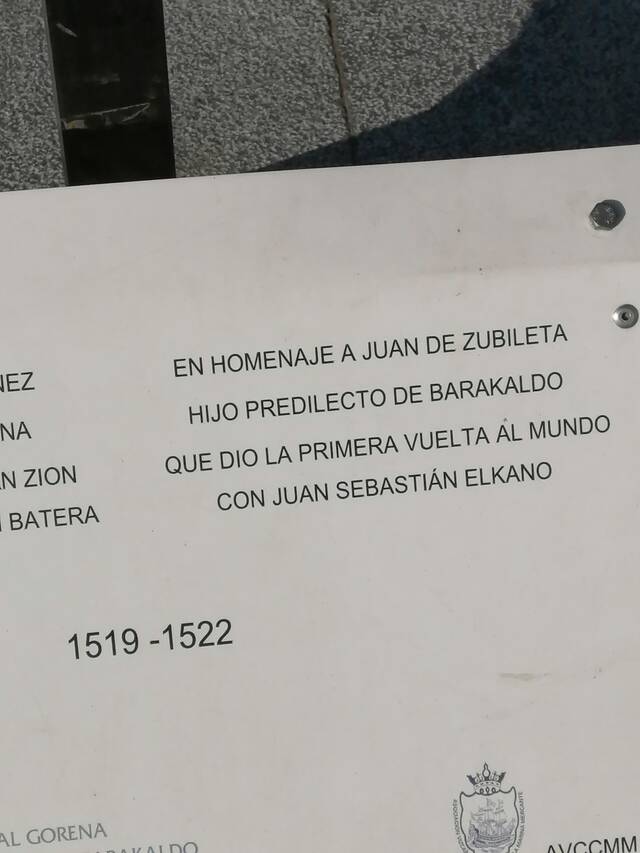 NEZ
NA
N ZION
BATERA
EN HOMENAJE A JUAN DE ZUBILETA
HIJO PREDILECTO DE BARAKALDO
QUE DIO LA PRIMERA VUELTA AL MUNDO
CON JUAN SEBASTIÁN ELKANO
1519 -1522
AL GORENA
BARAKALDO
AVCCMM